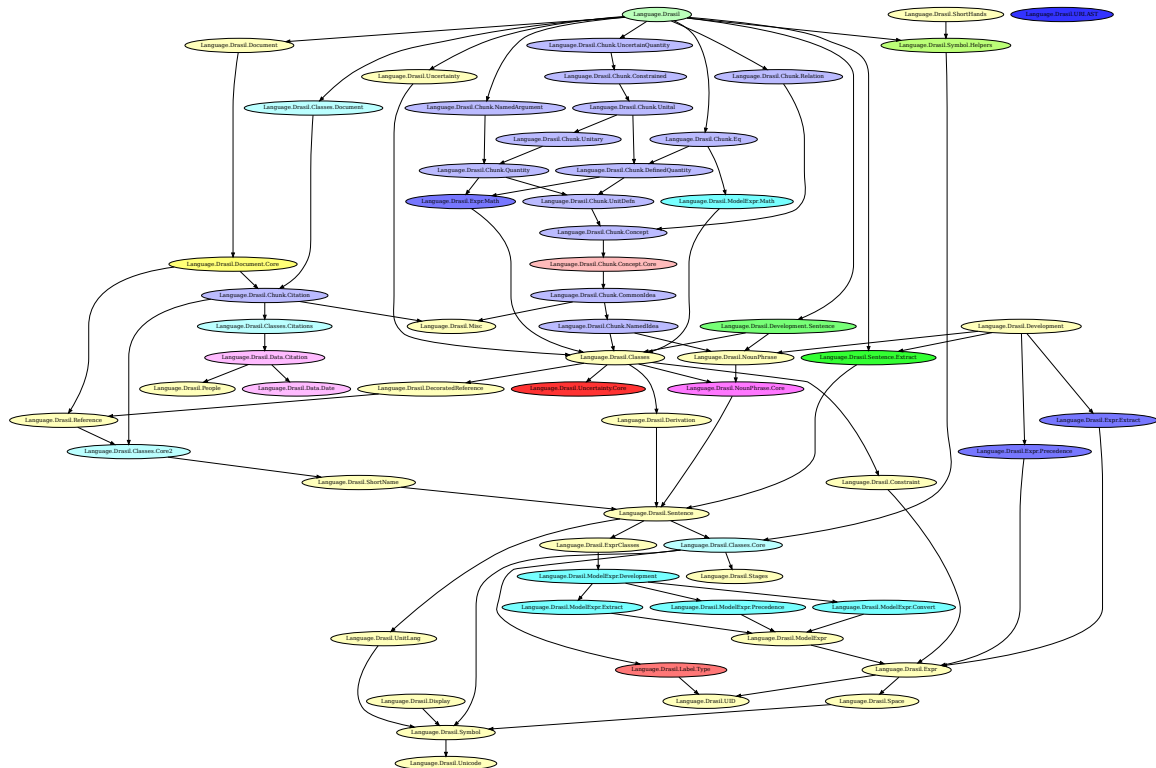 Language.Drasil
Language.Drasil.ShortHands
Language.Drasil.UID.AST
Language.Drasil.Document
Language.Drasil.Chunk.UncertainQuantity
Language.Drasil.Symbol.Helpers
Language.Drasil.Uncertainty
Language.Drasil.Chunk.Constrained
Language.Drasil.Chunk.Relation
Language.Drasil.Classes.Document
Language.Drasil.Chunk.NamedArgument
Language.Drasil.Chunk.Unital
Language.Drasil.Chunk.Unitary
Language.Drasil.Chunk.Eq
Language.Drasil.Chunk.Quantity
Language.Drasil.Chunk.DefinedQuantity
Language.Drasil.Expr.Math
Language.Drasil.Chunk.UnitDefn
Language.Drasil.ModelExpr.Math
Language.Drasil.Chunk.Concept
Language.Drasil.Document.Core
Language.Drasil.Chunk.Concept.Core
Language.Drasil.Chunk.Citation
Language.Drasil.Chunk.CommonIdea
Language.Drasil.Classes.Citations
Language.Drasil.Misc
Language.Drasil.Chunk.NamedIdea
Language.Drasil.Development.Sentence
Language.Drasil.Development
Language.Drasil.Data.Citation
Language.Drasil.Classes
Language.Drasil.NounPhrase
Language.Drasil.Sentence.Extract
Language.Drasil.People
Language.Drasil.Data.Date
Language.Drasil.DecoratedReference
Language.Drasil.Uncertainty.Core
Language.Drasil.NounPhrase.Core
Language.Drasil.Reference
Language.Drasil.Derivation
Language.Drasil.Expr.Extract
Language.Drasil.Classes.Core2
Language.Drasil.Expr.Precedence
Language.Drasil.ShortName
Language.Drasil.Constraint
Language.Drasil.Sentence
Language.Drasil.ExprClasses
Language.Drasil.Classes.Core
Language.Drasil.ModelExpr.Development
Language.Drasil.Stages
Language.Drasil.ModelExpr.Extract
Language.Drasil.ModelExpr.Precedence
Language.Drasil.ModelExpr.Convert
Language.Drasil.UnitLang
Language.Drasil.ModelExpr
Language.Drasil.Label.Type
Language.Drasil.Expr
Language.Drasil.Display
Language.Drasil.UID
Language.Drasil.Space
Language.Drasil.Symbol
Language.Drasil.Unicode